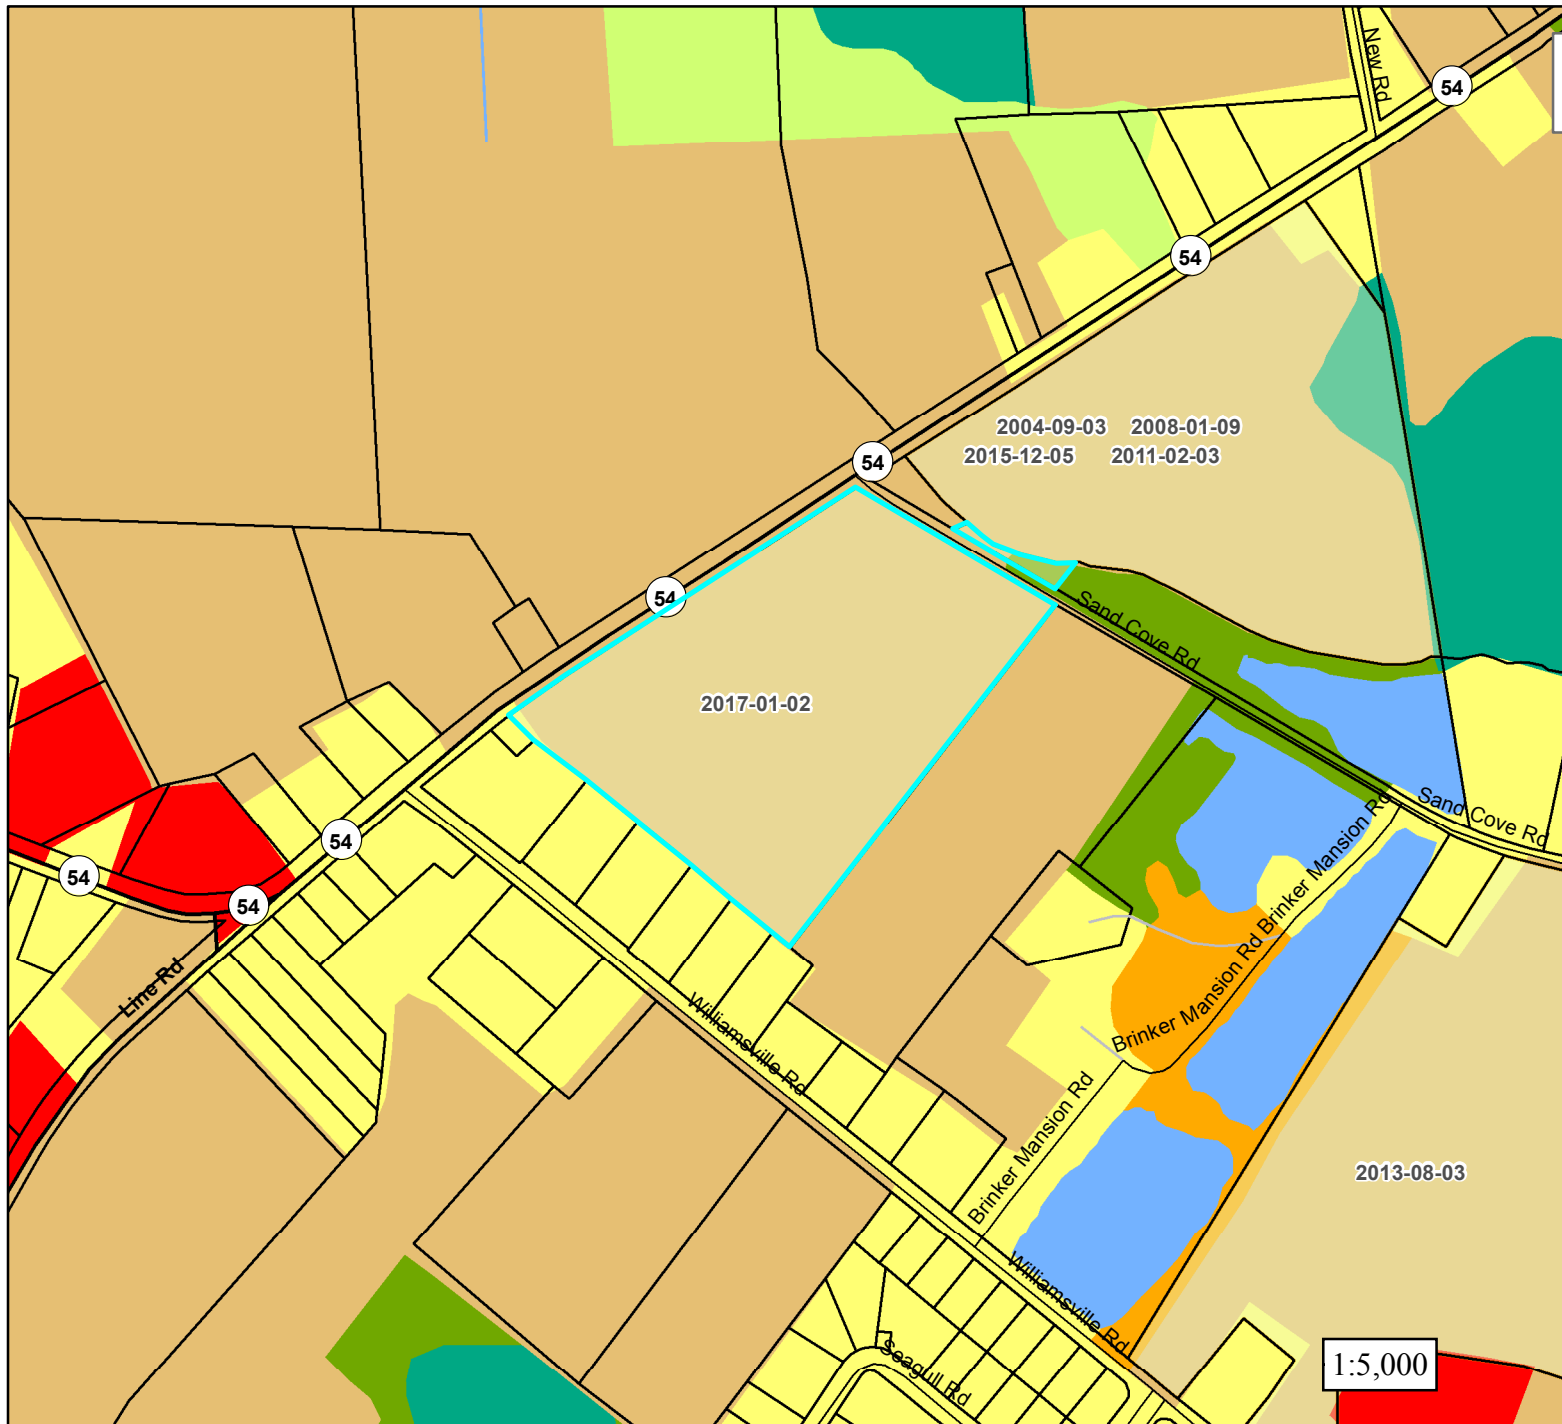 New Rd
54
54
2004-09-03 2008-01-09
2015-12-05 2011-02-03
54
54
Sand Cove Rd
2017-01-02
Sand Cove Rd
54
54
54
Brinker Mansion Rd
Brinker Mansion Rd
Line Rd
Williamsville Rd
Brinker Mansion Rd
2013-08-03
Williamsville Rd
Seagull Rd
1:5,000